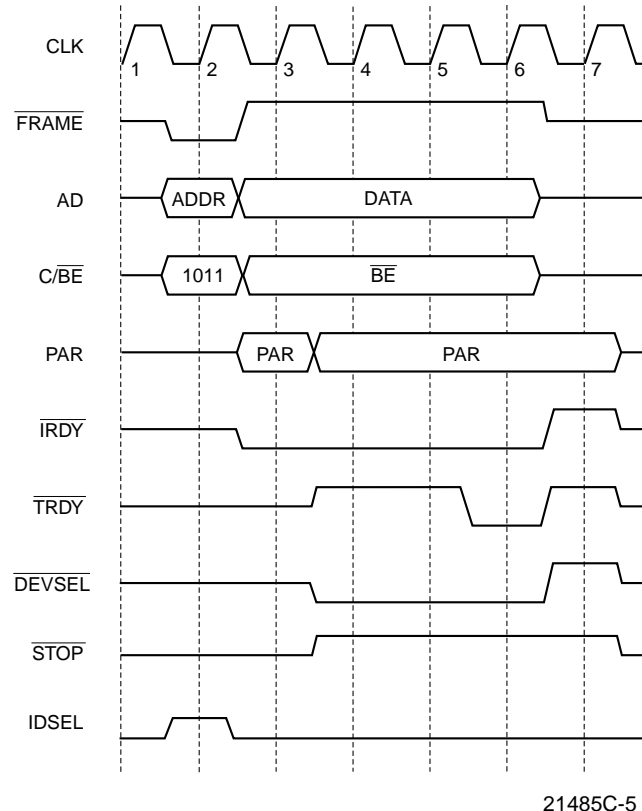 CLK
1 2 3 4 5 6 7
FRAME
AD ADDR DATA
C/BE 1011 BE
PAR PAR PAR
IRDY
TRDY
DEVSEL
STOP
IDSEL
21485C-5